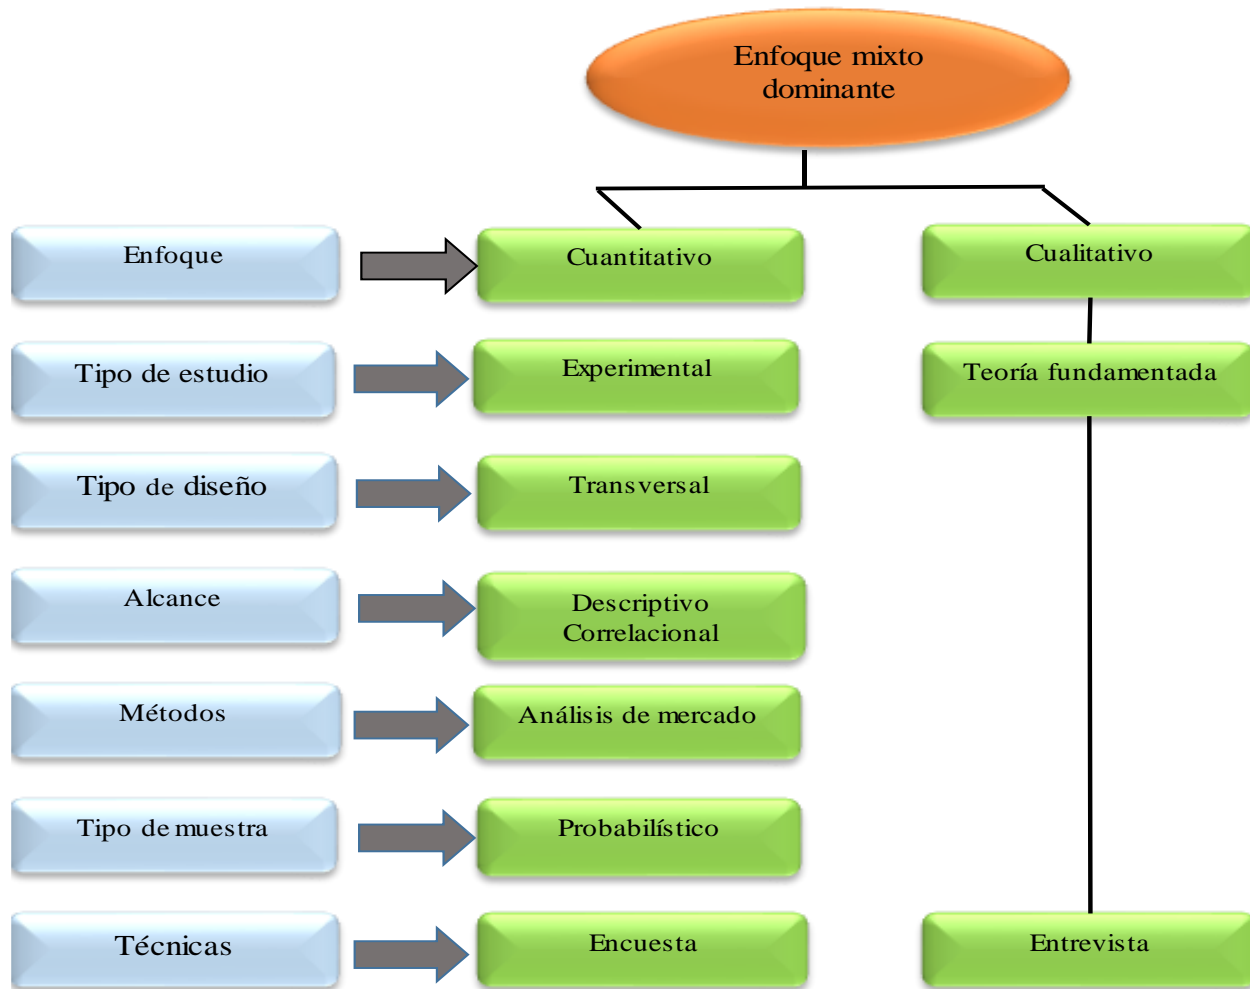 Enfoque mixto
dominante
Enfoque
Cuantitativo
Cualitativo
Tipo de estudio
Experimental
Teoría fundamentada
Tipo de diseño
Transversal
Alcance
Descriptivo
Correlacional
Métodos
Análisis de mercado
Tipo de muestra
Probabilístico
Técnicas
Encuesta
Entrevista